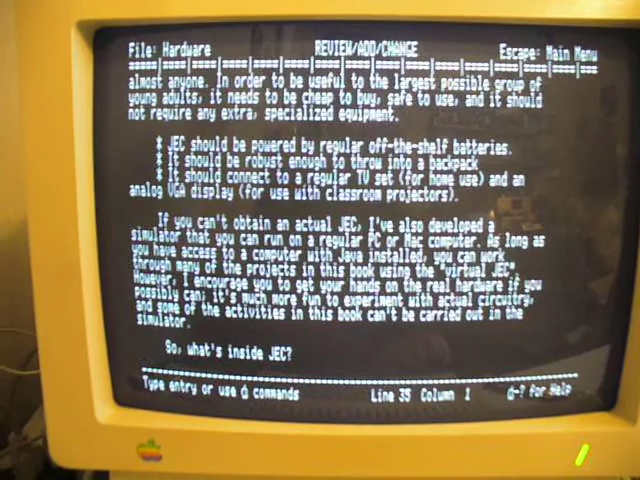 File: Hardware REVIEW/ADD/CHANGE Escape: Main Menu
almost anyone. In order to be useful to the largest possible group of
young adults, it needs to be cheap to buy, safe to use, and it should
not require any extra, specialized equipment.
* JEC should be powered by regular off-the-shelf batteries.
* It should be robust enough to throw into a backpack
* It should connect to a regular TV set (for home use) and an
analog VGA display (for use with classroom projectors).
If you can't obtain an actual JEC, I've also developed a
simulator that you can run on a regular PC or Mac computer. As long as
you have access to a computer with Java installed, you can work
through many of the projects in this book using the "virtual JEC".
However, I encourage you to get your hands on the real hardware if you
possibly can; it's much more fun to experiment with actual circuitry,
and some of the activities in this book can't be carried out in the
simulator.
So, what's inside JEC?
Type entry or use commands Line 35 Column 1 -? for Help